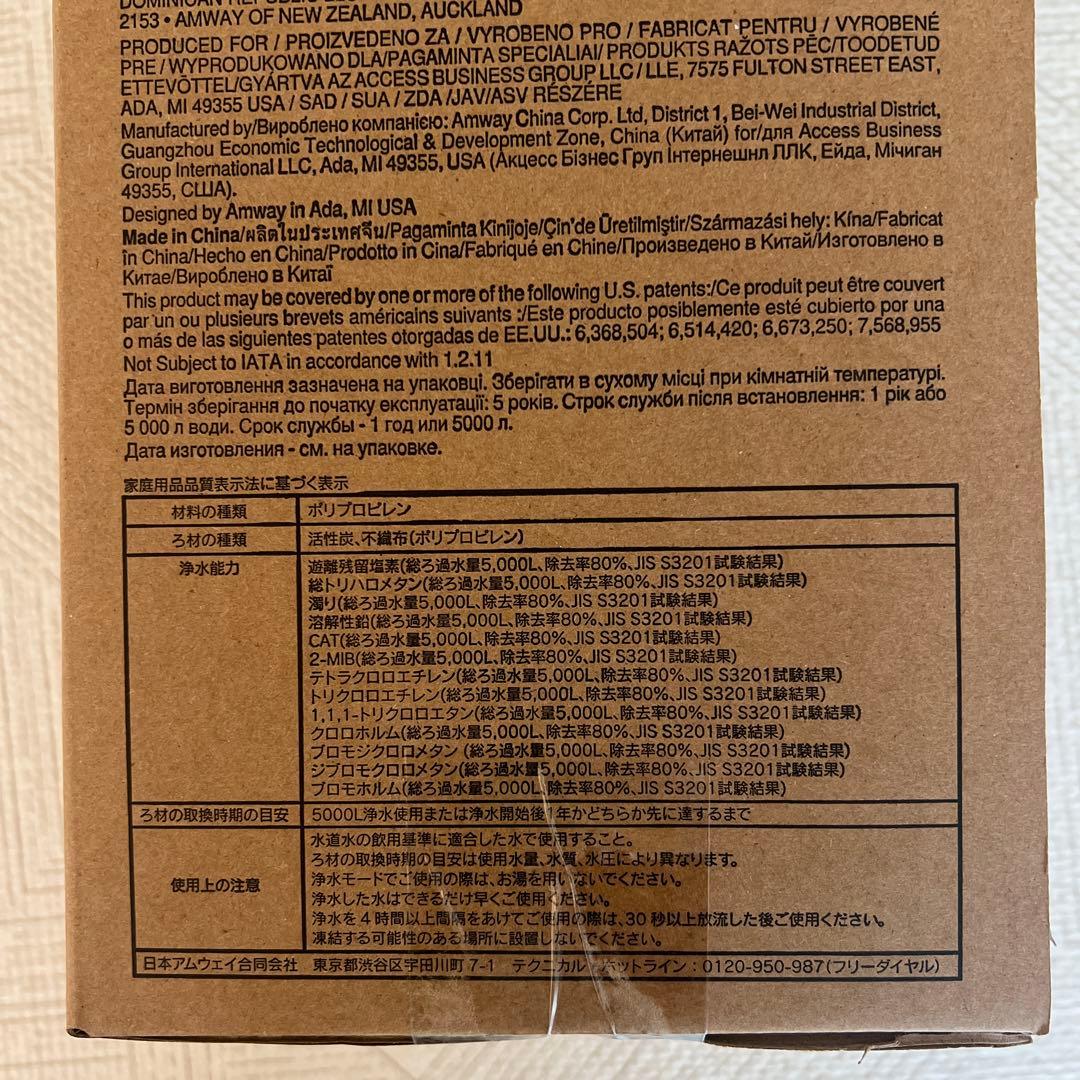 DOMINICAN REPUBLIC
2153 • AMWAY OF NEW ZEALAND, AUCKLAND
PRODUCED FOR / PROIZVEDENO ZA / VYROBENO PRO / FABRICAT PENTRU / VYROBENÉ
PRE / WYPRODUKOWANO DLA/PAGAMINTA SPECIALIAI/ PRODUKTS RAŽOTS PĒC/TOODETUD
ETTEVÕTTEL/GYÁRTVA AZ ACCESS BUSINESS GROUP LLC / LLE, 7575 FULTON STREET EAST,
ADA, MI 49355 USA / SAD / SUA / ZDA /JAV/ASV RÉSZÉRE
Manufactured by/Вироблено компанією: Amway China Corp. Ltd, District 1, Bei-Wei Industrial District,
Guangzhou Economic Technological & Development Zone, China (Китай) for/для Access Business
Group International LLC, Ada, MI 49355, USA (Акцесс Бізнес Груп Інтернешнл ЛЛК, Ейда, Мічиган
49355, США).
Designed by Amway in Ada, MI USA
Made in China/ผลิตในประเทศจีน/Pagaminta Kinijoje/Çin'de Üretilmiştir/Származási hely: Kína/Fabricat
în China/Hecho en China/Prodotto in Cina/Fabriqué en Chine/Произведено в Китай/Изготовлено в
Китае/Вироблено в Китаї
This product may be covered by one or more of the following U.S. patents:/Ce produit peut être couvert
par un ou plusieurs brevets américains suivants :/Este producto posiblemente esté cubierto por una
o más de las siguientes patentes otorgadas de EE.UU.: 6,368,504; 6,514,420; 6,673,250; 7,568,955
Not Subject to IATA in accordance with 1.2.11
Дата виготовлення зазначена на упаковці. Зберігати в сухому місці при кімнатній температурі.
Термін зберігання до початку експлуатації: 5 років. Строк служби після встановлення: 1 рік або
5 000 л води. Срок службы - 1 год или 5000 л.
Дата изготовления - см. на упаковке.
家庭用品品質表示法に基づく表示
材料の種類 ポリプロピレン
ろ材の種類 活性炭、不織布(ポリプロピレン)
浄水能力 遊離残留塩素(総ろ過水量5,000L、除去率80%、JIS S3201試験結果)
総トリハロメタン(総ろ過水量5,000L、除去率80%、JIS S3201試験結果)
濁り(総ろ過水量5,000L、除去率80%、JIS S3201試験結果)
溶解性鉛(総ろ過水量5,000L、除去率80%、JIS S3201試験結果)
CAT(総ろ過水量5,000L、除去率80%、JIS S3201試験結果)
2-MIB(総ろ過水量5,000L、除去率80%、JIS S3201試験結果)
テトラクロロエチレン(総ろ過水量5,000L、除去率80%、JIS S3201試験結果)
トリクロロエチレン(総ろ過水量5,000L、除去率80%、JIS S3201試験結果)
1,1,1-トリクロロエタン(総ろ過水量5,000L、除去率80%、JIS S3201試験結果)
クロロホルム(総ろ過水量5,000L、除去率80%、JIS S3201試験結果)
ブロモジクロロメタン (総ろ過水量5,000L、除去率80%、JIS S3201試験結果)
ジブロモクロロメタン(総ろ過水量5,000L、除去率80%、JIS S3201試験結果)
ブロモホルム(総ろ過水量5,000L、除去率80%、JIS S3201試験結果)
ろ材の取換時期の目安 5000L浄水使用または浄水開始後1年かどちらか先に達するまで
使用上の注意 水道水の飲用基準に適合した水で使用すること。
ろ材の取換時期の目安は使用水量、水質、水圧により異なります。
浄水モードでご使用の際は、お湯を用いないでください。
浄水した水はできるだけ早くご使用ください。
浄水を4時間以上間隔をあけてご使用の際は、30秒以上放流した後ご使用ください。
凍結する可能性のある場所に設置しないでください。
日本アムウェイ合同会社 東京都渋谷区宇田川町 7-1 テクニカル ホットライン：0120-950-987(フリーダイヤル)